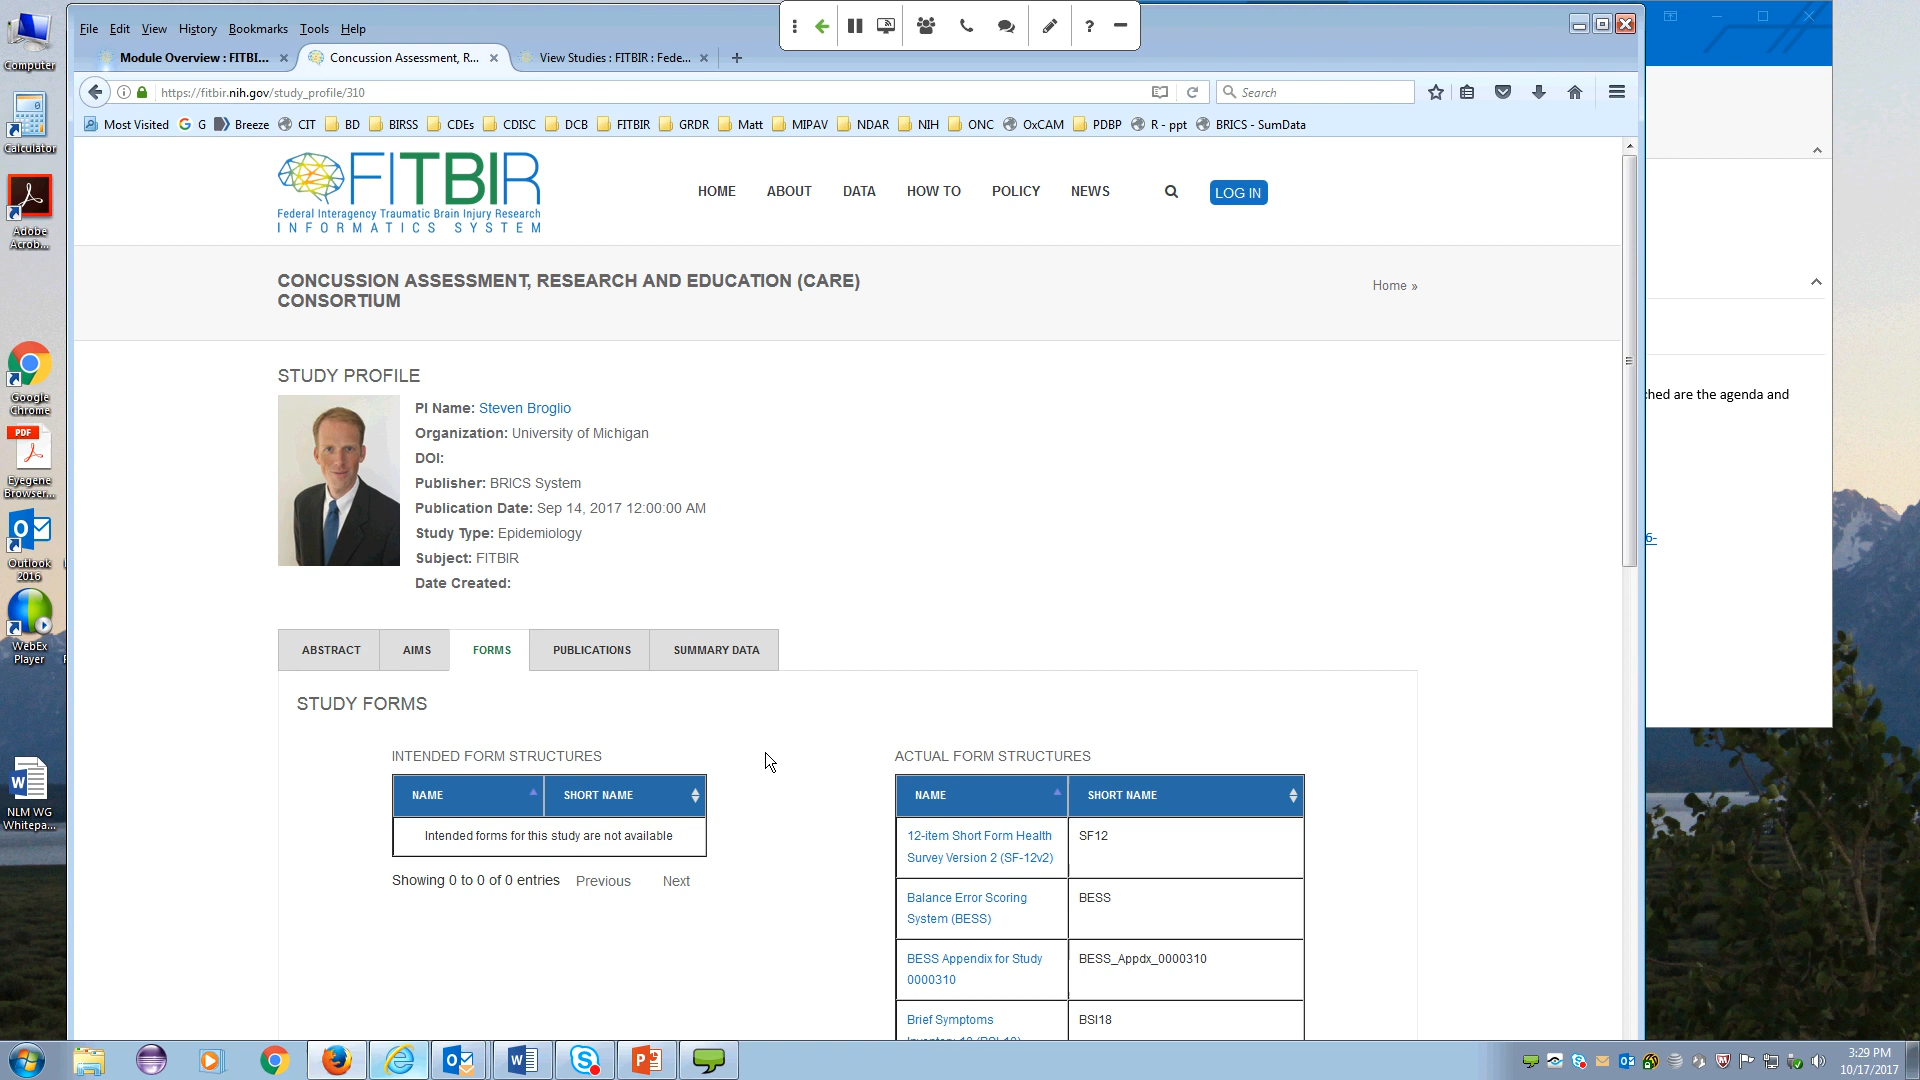 File Edit View History Bookmarks Tools Help
Module Overview : FITBI...
Concussion Assessment, R...
View Studies : FITBIR : Fede...
https://fitbir.nih.gov/study_profile/310
Search
Most Visited G Breeze CIT BD BIRSS CDEs CDISC DCB FITBIR GRDR Matt MIPAV NDAR NIH ONC OxCAM PDBP R - ppt BRICS - SumData
FITBIR
Federal Interagency Traumatic Brain Injury Research
INFORMATICS SYSTEM
HOME ABOUT DATA HOW TO POLICY NEWS LOG IN
CONCUSSION ASSESSMENT, RESEARCH AND EDUCATION (CARE)
CONSORTIUM
Home »
STUDY PROFILE
PI Name: Steven Broglio
Organization: University of Michigan
DOI:
Publisher: BRICS System
Publication Date: Sep 14, 2017 12:00:00 AM
Study Type: Epidemiology
Subject: FITBIR
Date Created:
ABSTRACT AIMS FORMS PUBLICATIONS SUMMARY DATA
STUDY FORMS
INTENDED FORM STRUCTURES
NAME SHORT NAME
Intended forms for this study are not available
Showing 0 to 0 of 0 entries Previous Next
ACTUAL FORM STRUCTURES
NAME SHORT NAME
12-item Short Form Health SF12
Survey Version 2 (SF-12v2)
Balance Error Scoring BESS
System (BESS)
BESS Appendix for Study BESS_Appdx_0000310
0000310
Brief Symptoms BSI18
ched are the agenda and
6-
Computer
Calculator
Adobe
Acrob...
Google
Chrome
PDF
Eyegene
Browser...
Outlook
2016
WebEx
Player
NLM WG
Whitepa...
3:29 PM
10/17/2017